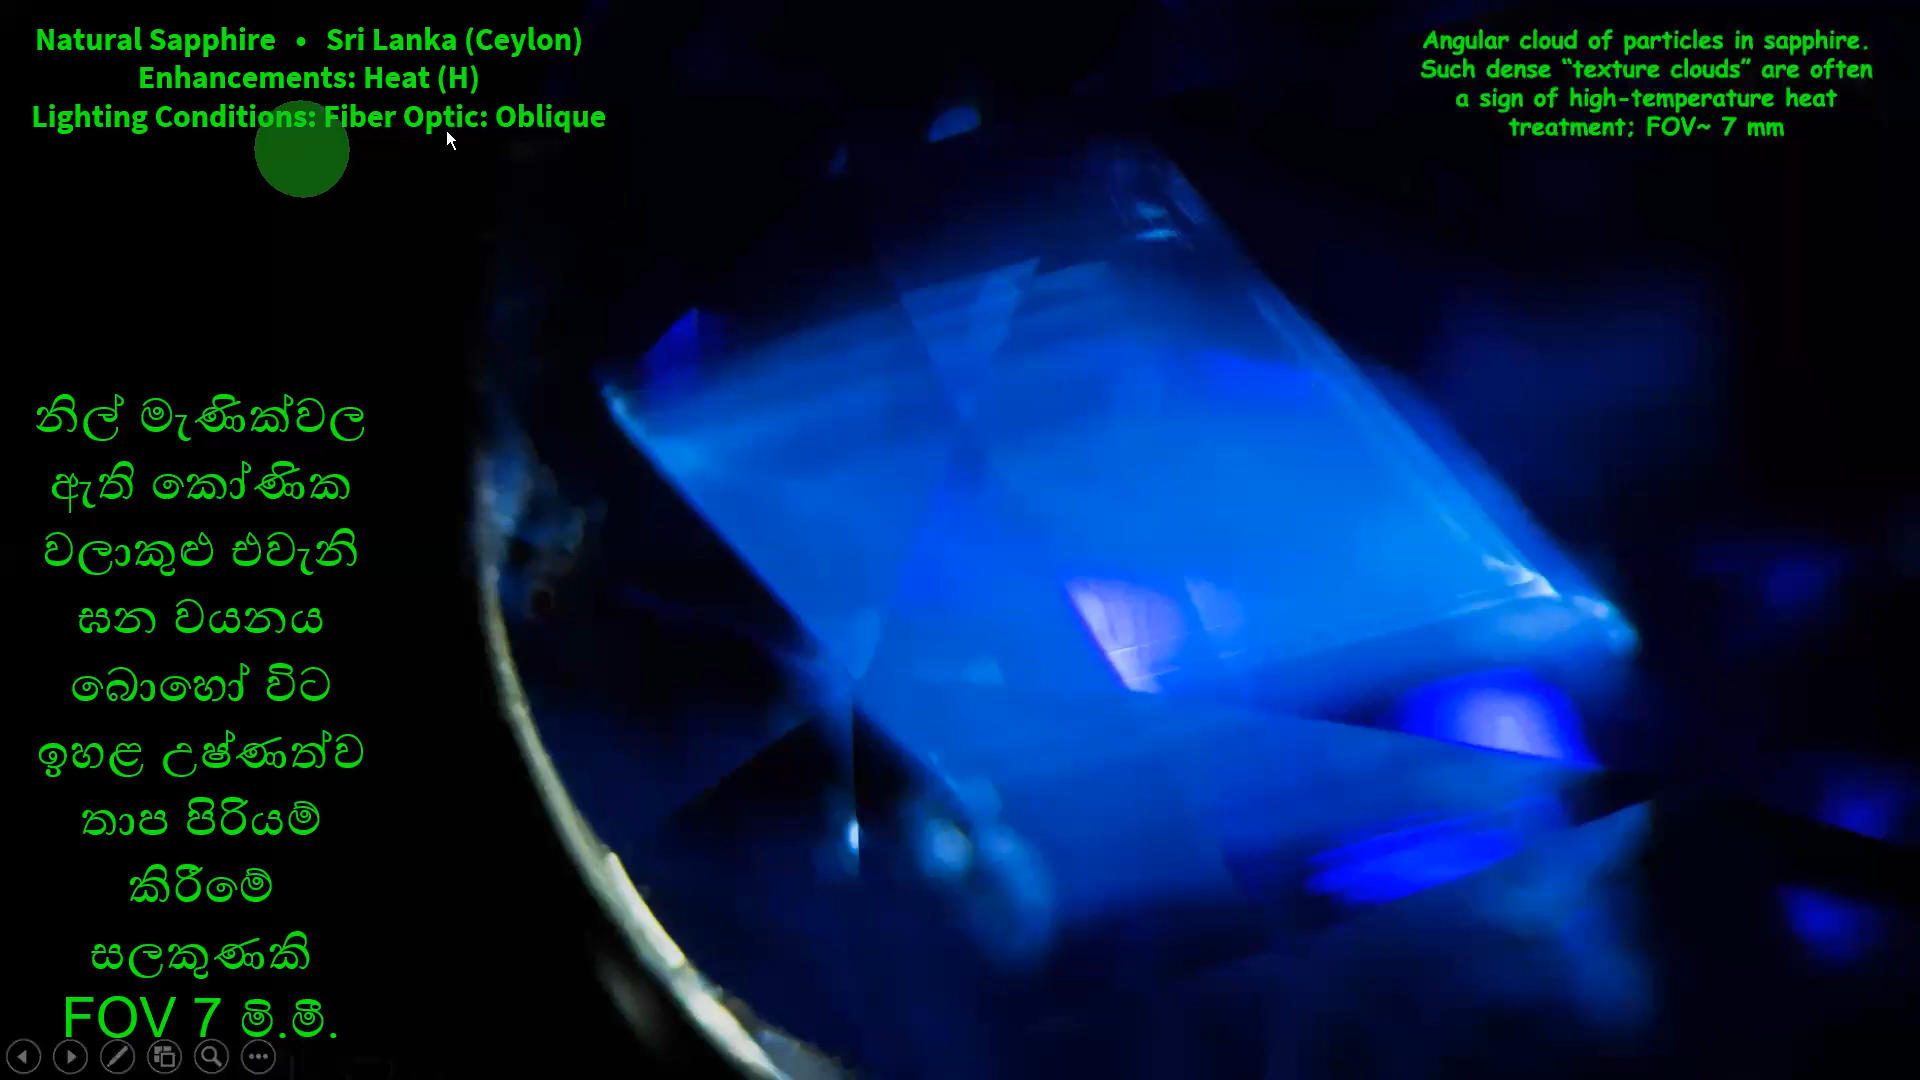 Natural Sapphire • Sri Lanka (Ceylon)
Enhancements: Heat (H)
Lighting Conditions: Fiber Optic: Oblique
Angular cloud of particles in sapphire.
Such dense “texture clouds” are often
a sign of high-temperature heat
treatment; FOV~ 7 mm
නිල් මැණික්වල
ඇති කෝණික
වලාකුළු එවැනි
ඝන වයනය
බොහෝ විට
ඉහළ උෂ්ණත්ව
තාප පිරියම්
කිරීමේ
සලකුණකි
FOV 7 මි.මී.